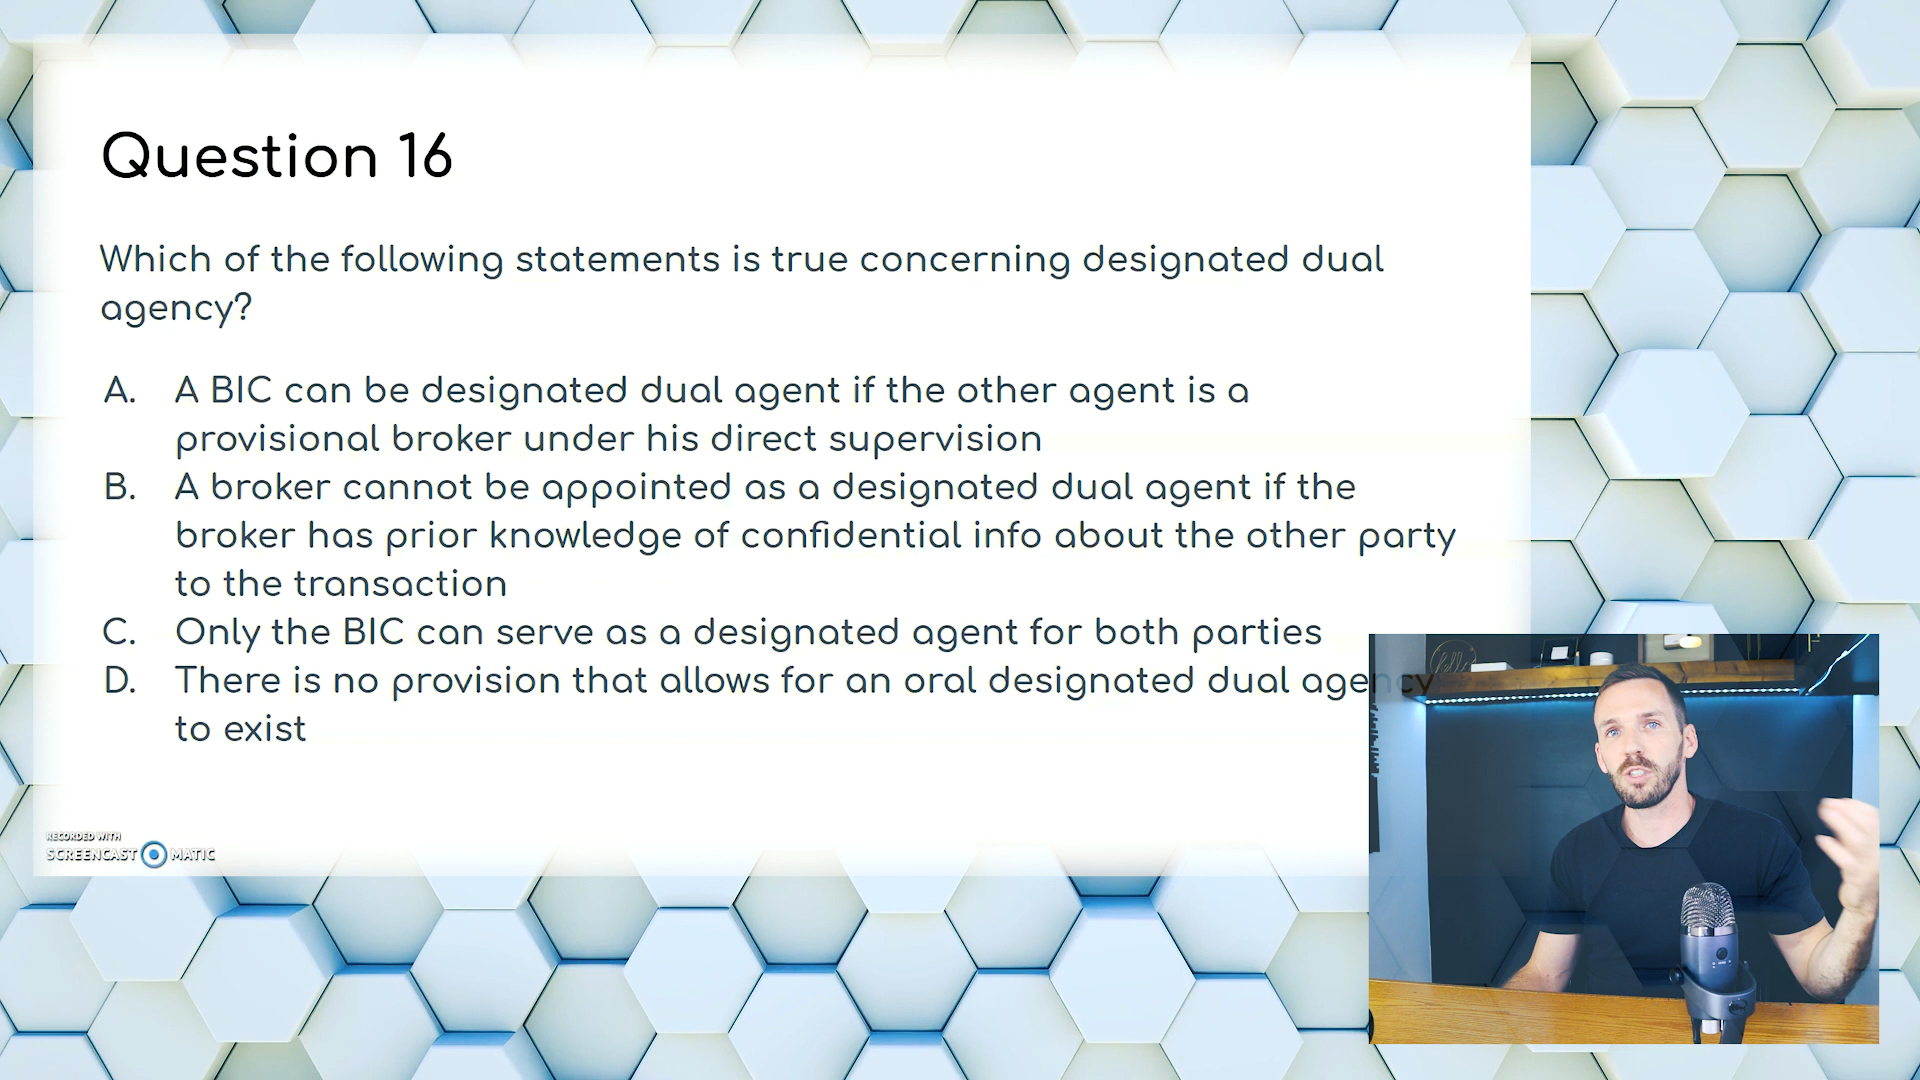 Question 16
Which of the following statements is true concerning designated dual
agency?
A. A BIC can be designated dual agent if the other agent is a
provisional broker under his direct supervision
B. A broker cannot be appointed as a designated dual agent if the
broker has prior knowledge of confidential info about the other party
to the transaction
C. Only the BIC can serve as a designated agent for both parties
D. There is no provision that allows for an oral designated dual agency
to exist
RECORDED WITH
SCREENCAST MATIC
hello